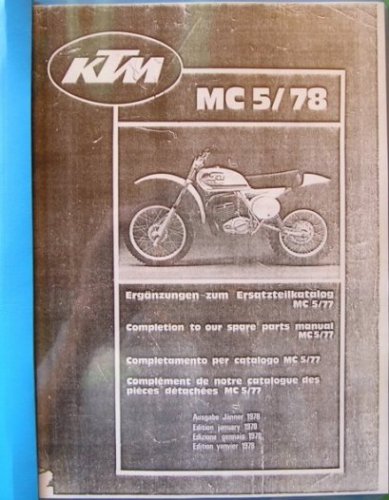 KTM
MC 5/78
Ergänzungen zum Ersatzteilkatalog
MC 5/77
Completion to our spare parts manual
MC 5/77
Completamento per catalogo MC 5/77
Complément de notre catalogue des
pièces détachées MC 5/77
Ausgabe Jänner 1978
Edition january 1978
Edizione gennaio 1978
Edition janvier 1978